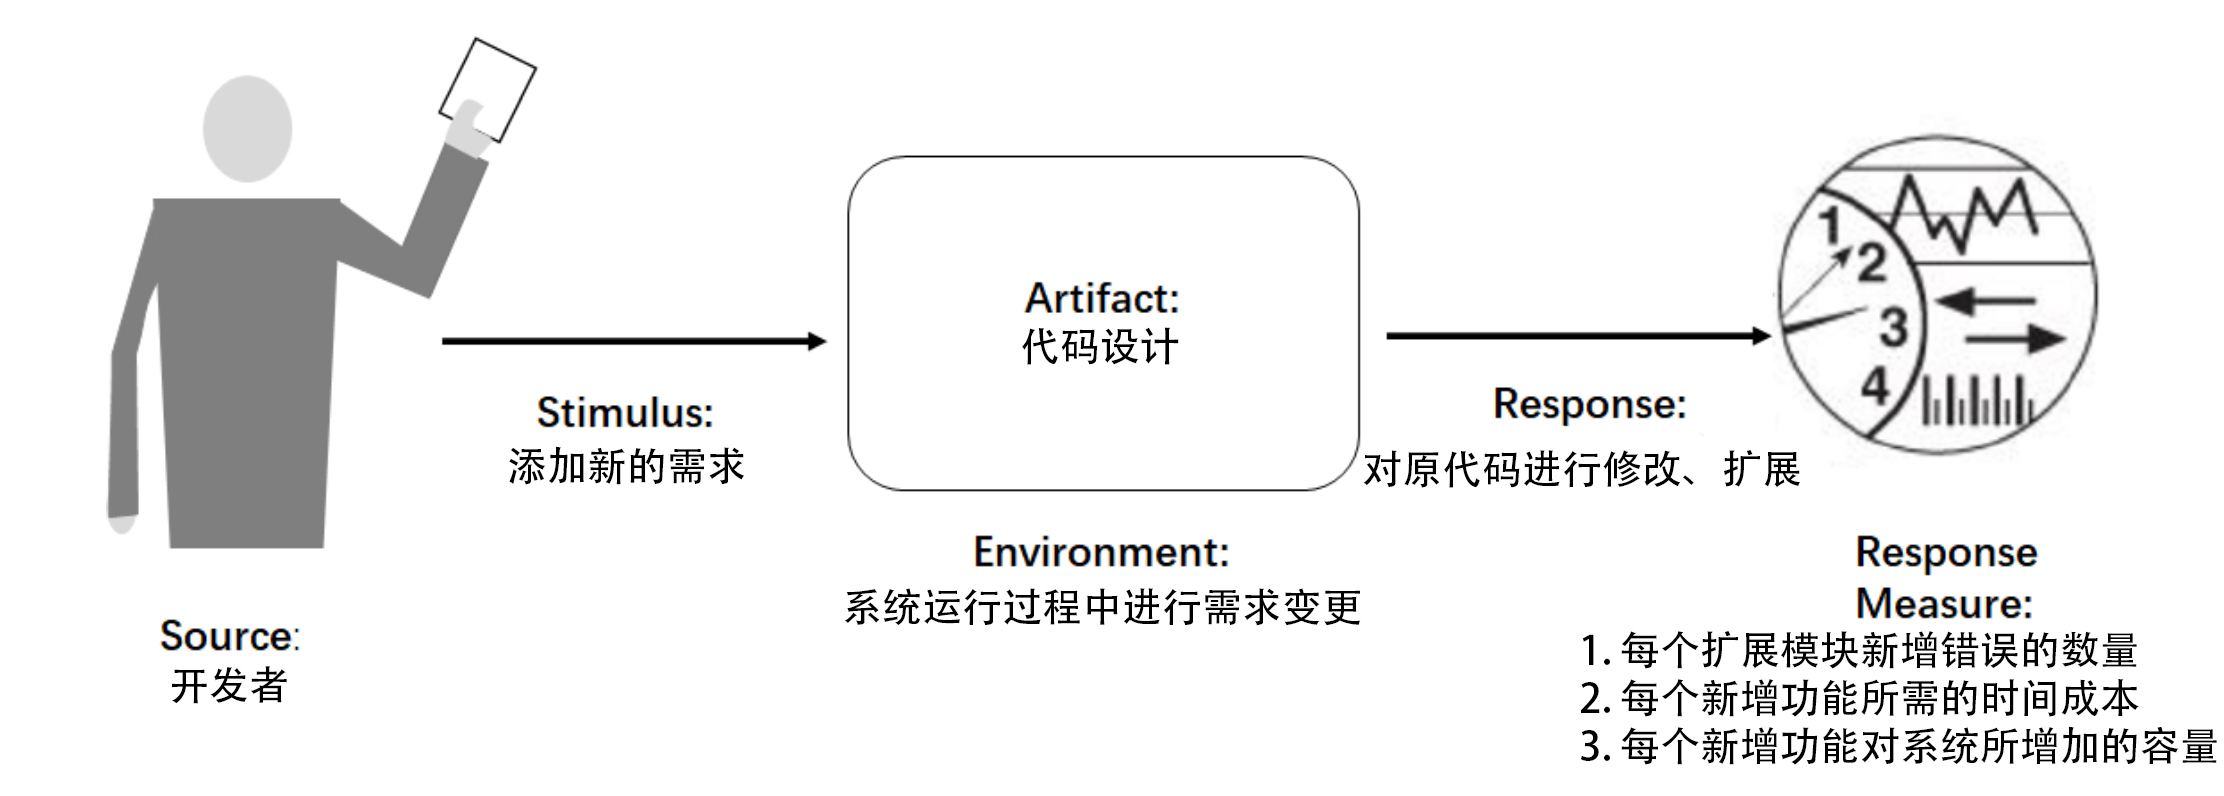 Source:
开发者
Stimulus:
添加新的需求
Artifact:
代码设计
Environment:
系统运行过程中进行需求变更
Response:
对原代码进行修改、扩展
1
2
3
4
Response
Measure:
1. 每个扩展模块新增错误的数量
2. 每个新增功能所需的时间成本
3. 每个新增功能对系统所增加的容量